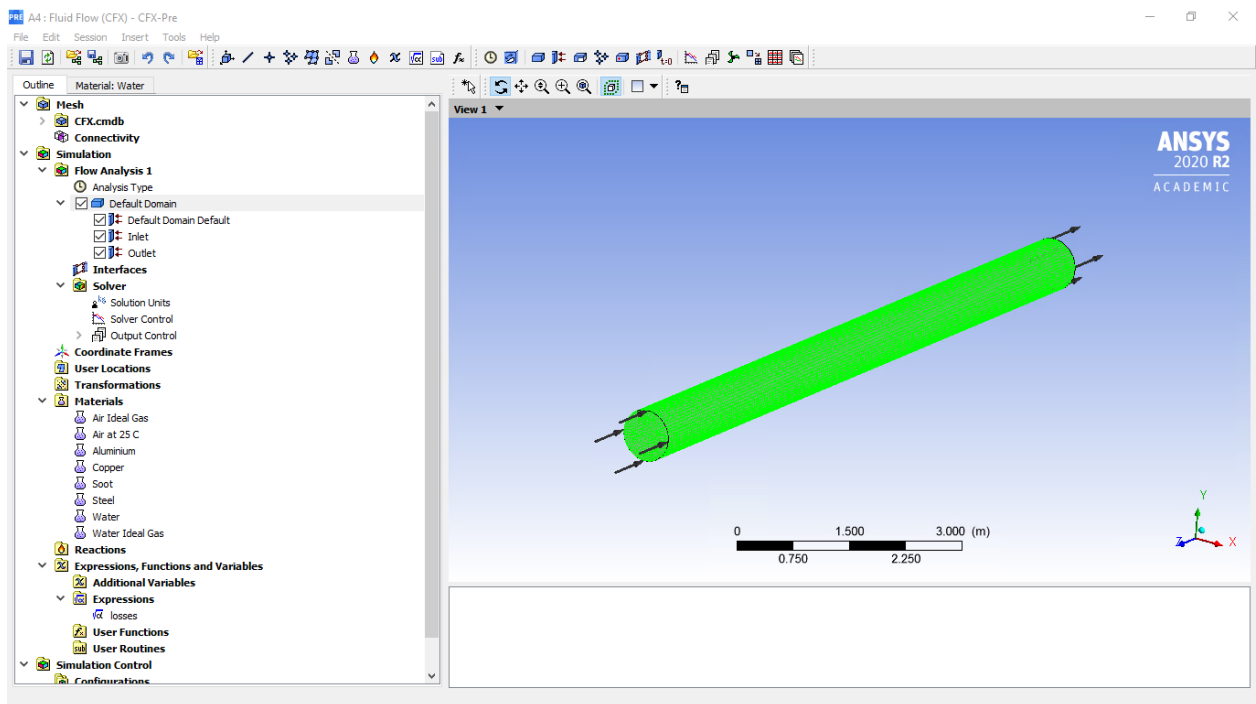 PRE A4 : Fluid Flow (CFX) - CFX-Pre
File Edit Session Insert Tools Help
Outline
Material: Water
Mesh
CFX.cmdb
Connectivity
Simulation
Flow Analysis 1
Analysis Type
Default Domain
Default Domain Default
Inlet
Outlet
Interfaces
Solver
Solution Units
Solver Control
Output Control
Coordinate Frames
User Locations
Transformations
Materials
Air Ideal Gas
Air at 25 C
Aluminium
Copper
Soot
Steel
Water
Water Ideal Gas
Reactions
Expressions, Functions and Variables
Additional Variables
Expressions
losses
User Functions
User Routines
Simulation Control
Configurations
View 1
ANSYS
2020 R2
ACADEMIC
0 1.500 3.000 (m)
0.750 2.250
Y
Z X